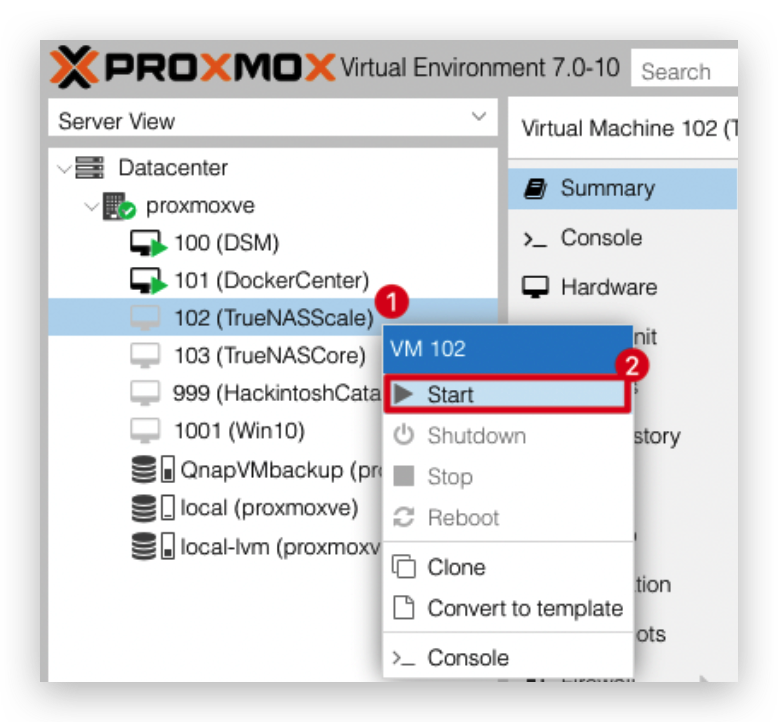 PROXMOX Virtual Environment 7.0-10 Search
Server View
Virtual Machine 102 (T
Datacenter
proxmoxve
100 (DSM)
101 (DockerCenter)
102 (TrueNASScale)
103 (TrueNASCore)
999 (HackintoshCata
1001 (Win10)
QnapVMbackup (pro
local (proxmoxve)
local-lvm (proxmoxv
1
VM 102
2
Start
Shutdown
Stop
Reboot
Clone
Convert to template
>_ Console
Summary
>_ Console
Hardware
nit
story
tion
ots